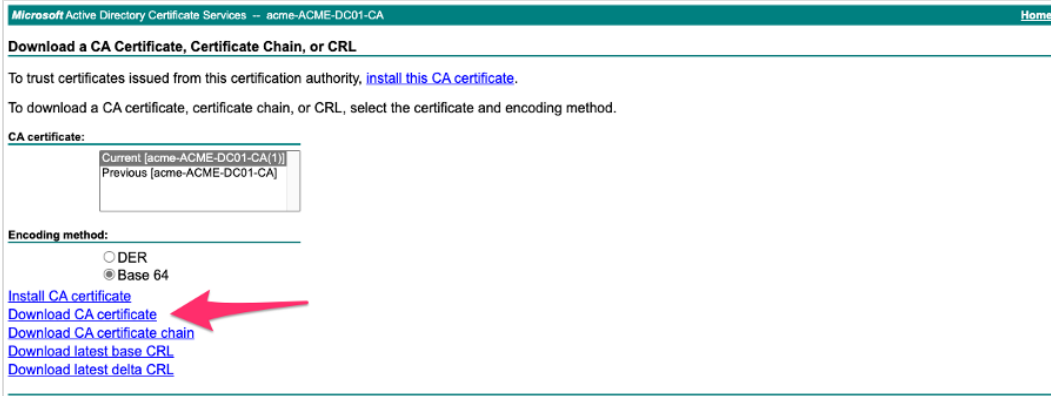 Microsoft Active Directory Certificate Services -- acme-ACME-DC01-CA Home
Download a CA Certificate, Certificate Chain, or CRL
To trust certificates issued from this certification authority, install this CA certificate.
To download a CA certificate, certificate chain, or CRL, select the certificate and encoding method.
CA certificate:
Current [acme-ACME-DC01-CA(1)]
Previous [acme-ACME-DC01-CA]
Encoding method:
DER
Base 64
Install CA certificate
Download CA certificate
Download CA certificate chain
Download latest base CRL
Download latest delta CRL